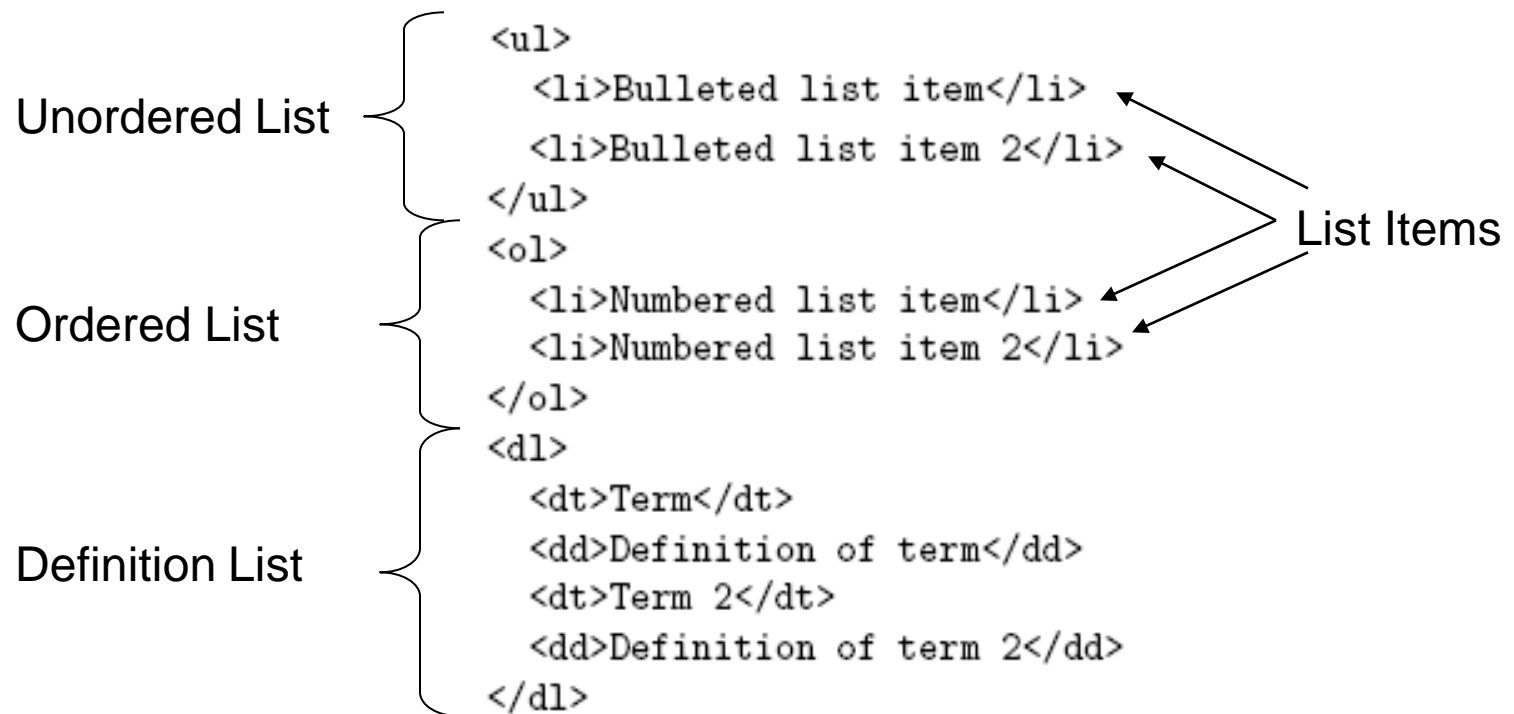 <ul>
<li>Bulleted list item</li>
Unordered List
<li>Bulleted list item 2</li>
</ul>
List Items
<ol>
<li>Numbered list item</li>
Ordered List
<li>Numbered list item 2</li>
</ol>
<dl>
<dt>Term</dt>
<dd>Definition of term</dd>
Definition List
<dt>Term 2</dt>
<dd>Definition of term 2</dd>
</dl>